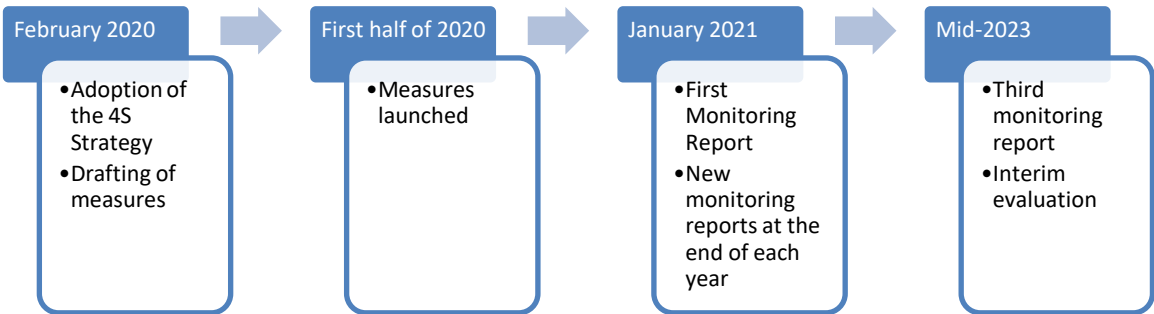 February 2020
•Adoption of
the 4S
Strategy
•Drafting of
measures
First half of 2020
•Measures
launched
January 2021
•First
Monitoring
Report
•New
monitoring
reports at the
end of each
year
Mid-2023
•Third
monitoring
report
•Interim
evaluation